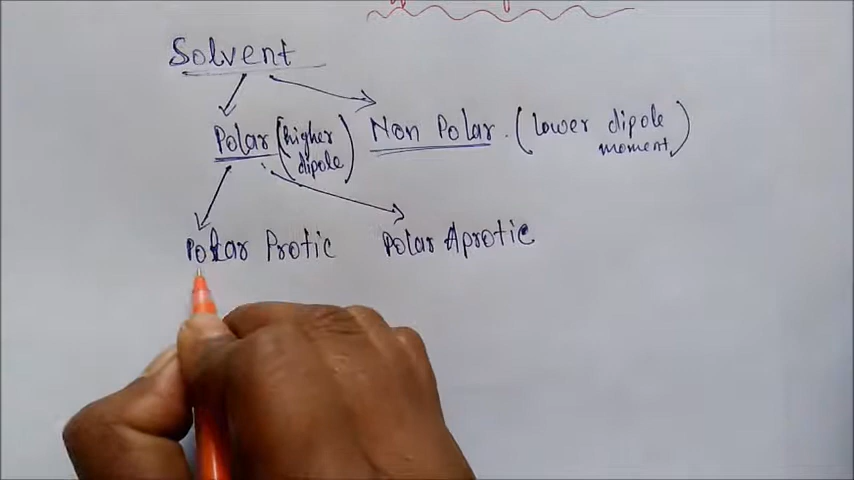 Solvent
Polar (higher dipole) Non Polar. (lower dipole moment)
Polar Protic Polar Aprotic